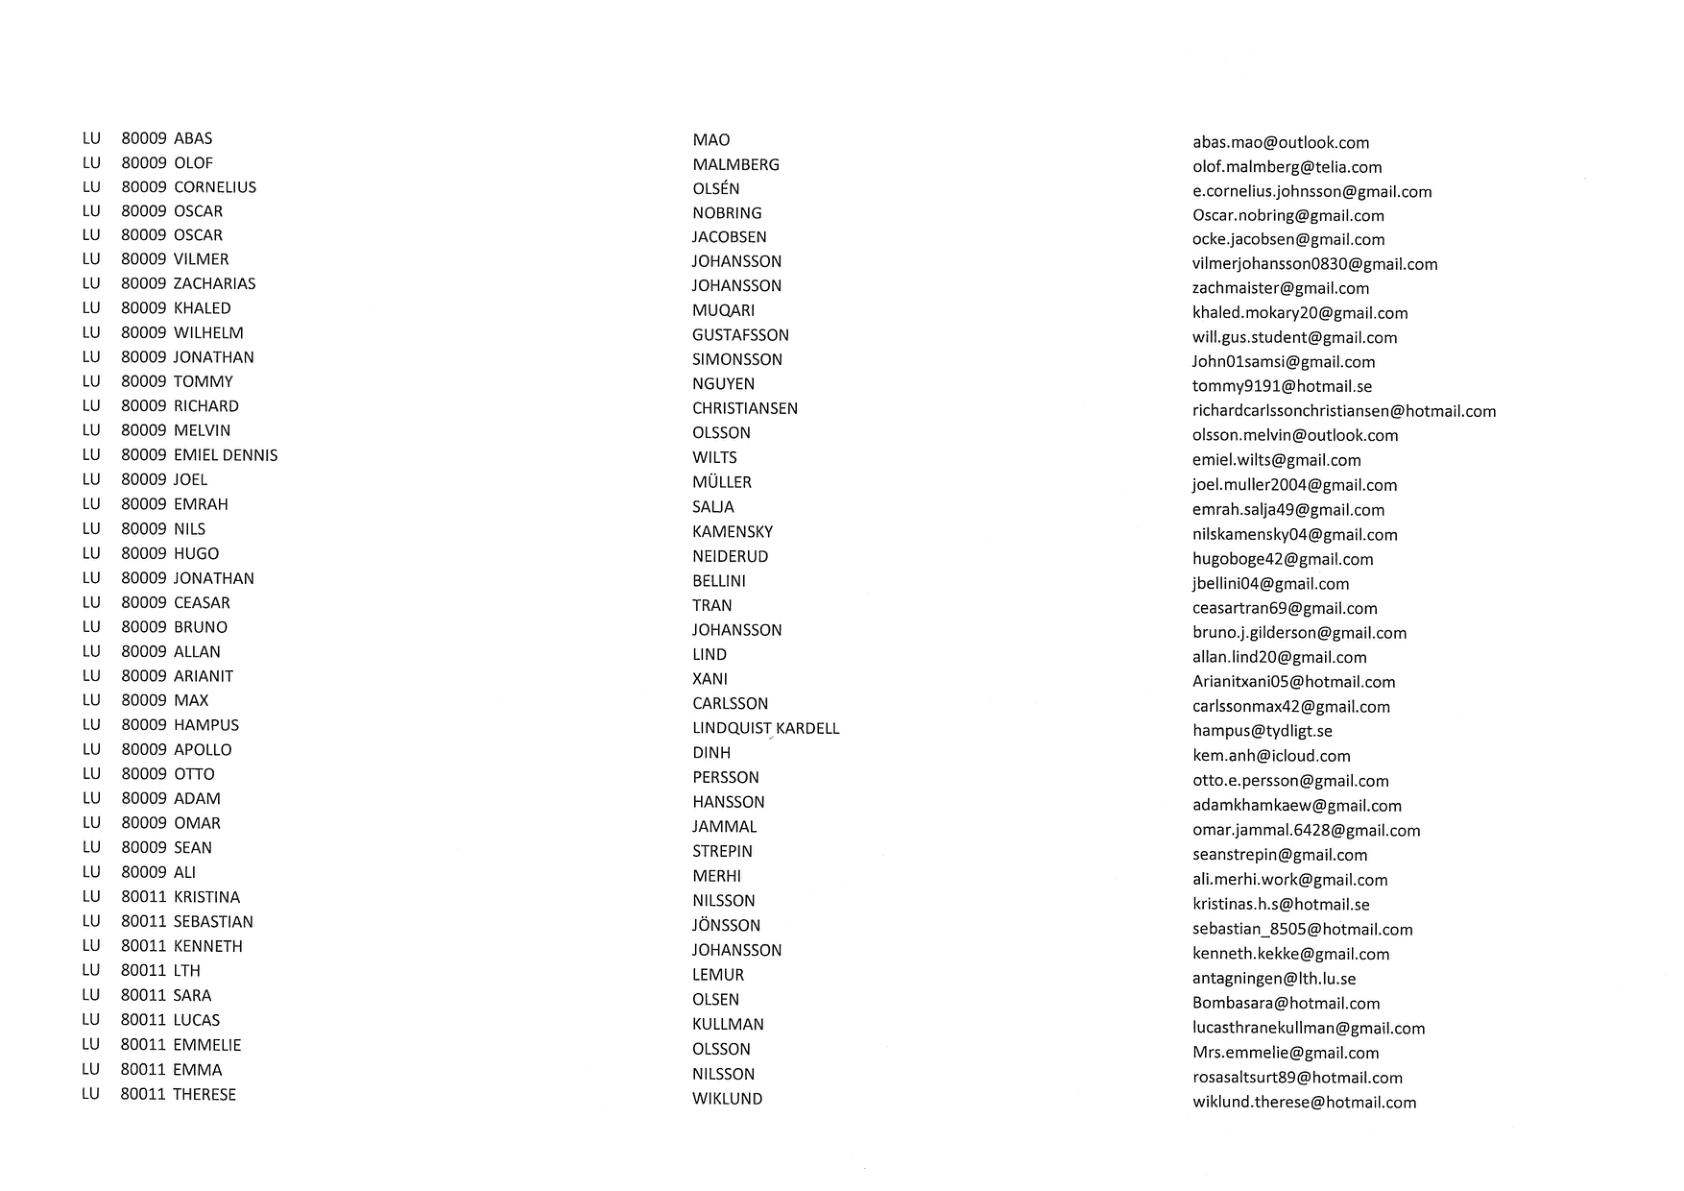 LU 80009 ABAS MAO abas.mao@outlook.com
LU 80009 OLOF MALMBERG olof.malmberg@telia.com
LU 80009 CORNELIUS OLSÉN e.cornelius.johnsson@gmail.com
LU 80009 OSCAR NOBRING Oscar.nobring@gmail.com
LU 80009 OSCAR JACOBSEN ocke.jacobsen@gmail.com
LU 80009 VILMER JOHANSSON vilmerjohansson0830@gmail.com
LU 80009 ZACHARIAS JOHANSSON zachmaister@gmail.com
LU 80009 KHALED MUQARI khaled.mokary20@gmail.com
LU 80009 WILHELM GUSTAFSSON will.gus.student@gmail.com
LU 80009 JONATHAN SIMONSSON John01samsi@gmail.com
LU 80009 TOMMY NGUYEN tommy9191@hotmail.se
LU 80009 RICHARD CHRISTIANSEN richardcarlssonchristiansen@hotmail.com
LU 80009 MELVIN OLSSON olsson.melvin@outlook.com
LU 80009 EMIEL DENNIS WILTS emiel.wilts@gmail.com
LU 80009 JOEL MÜLLER joel.muller2004@gmail.com
LU 80009 EMRAH SALJA emrah.salja49@gmail.com
LU 80009 NILS KAMENSKY nilskamensky04@gmail.com
LU 80009 HUGO NEIDERUD hugoboge42@gmail.com
LU 80009 JONATHAN BELLINI jbellini04@gmail.com
LU 80009 CEASAR TRAN ceasartran69@gmail.com
LU 80009 BRUNO JOHANSSON bruno.j.gilderson@gmail.com
LU 80009 ALLAN LIND allan.lind20@gmail.com
LU 80009 ARIANIT XANI Arianitxani05@hotmail.com
LU 80009 MAX CARLSSON carlssonmax42@gmail.com
LU 80009 HAMPUS LINDQUIST KARDELL hampus@tydligt.se
LU 80009 APOLLO DINH kem.anh@icloud.com
LU 80009 OTTO PERSSON otto.e.persson@gmail.com
LU 80009 ADAM HANSSON adamkhamkaew@gmail.com
LU 80009 OMAR JAMMAL omar.jammal.6428@gmail.com
LU 80009 SEAN STREPIN seanstrepin@gmail.com
LU 80009 ALI MERHI ali.merhi.work@gmail.com
LU 80011 KRISTINA NILSSON kristinas.h.s@hotmail.se
LU 80011 SEBASTIAN JÖNSSON sebastian_8505@hotmail.com
LU 80011 KENNETH JOHANSSON kenneth.kekke@gmail.com
LU 80011 LTH LEMUR antagningen@lth.lu.se
LU 80011 SARA OLSEN Bombasara@hotmail.com
LU 80011 LUCAS KULLMAN lucasthranekullman@gmail.com
LU 80011 EMMELIE OLSSON Mrs.emmelie@gmail.com
LU 80011 EMMA NILSSON rosasaltsurt89@hotmail.com
LU 80011 THERESE WIKLUND wiklund.therese@hotmail.com